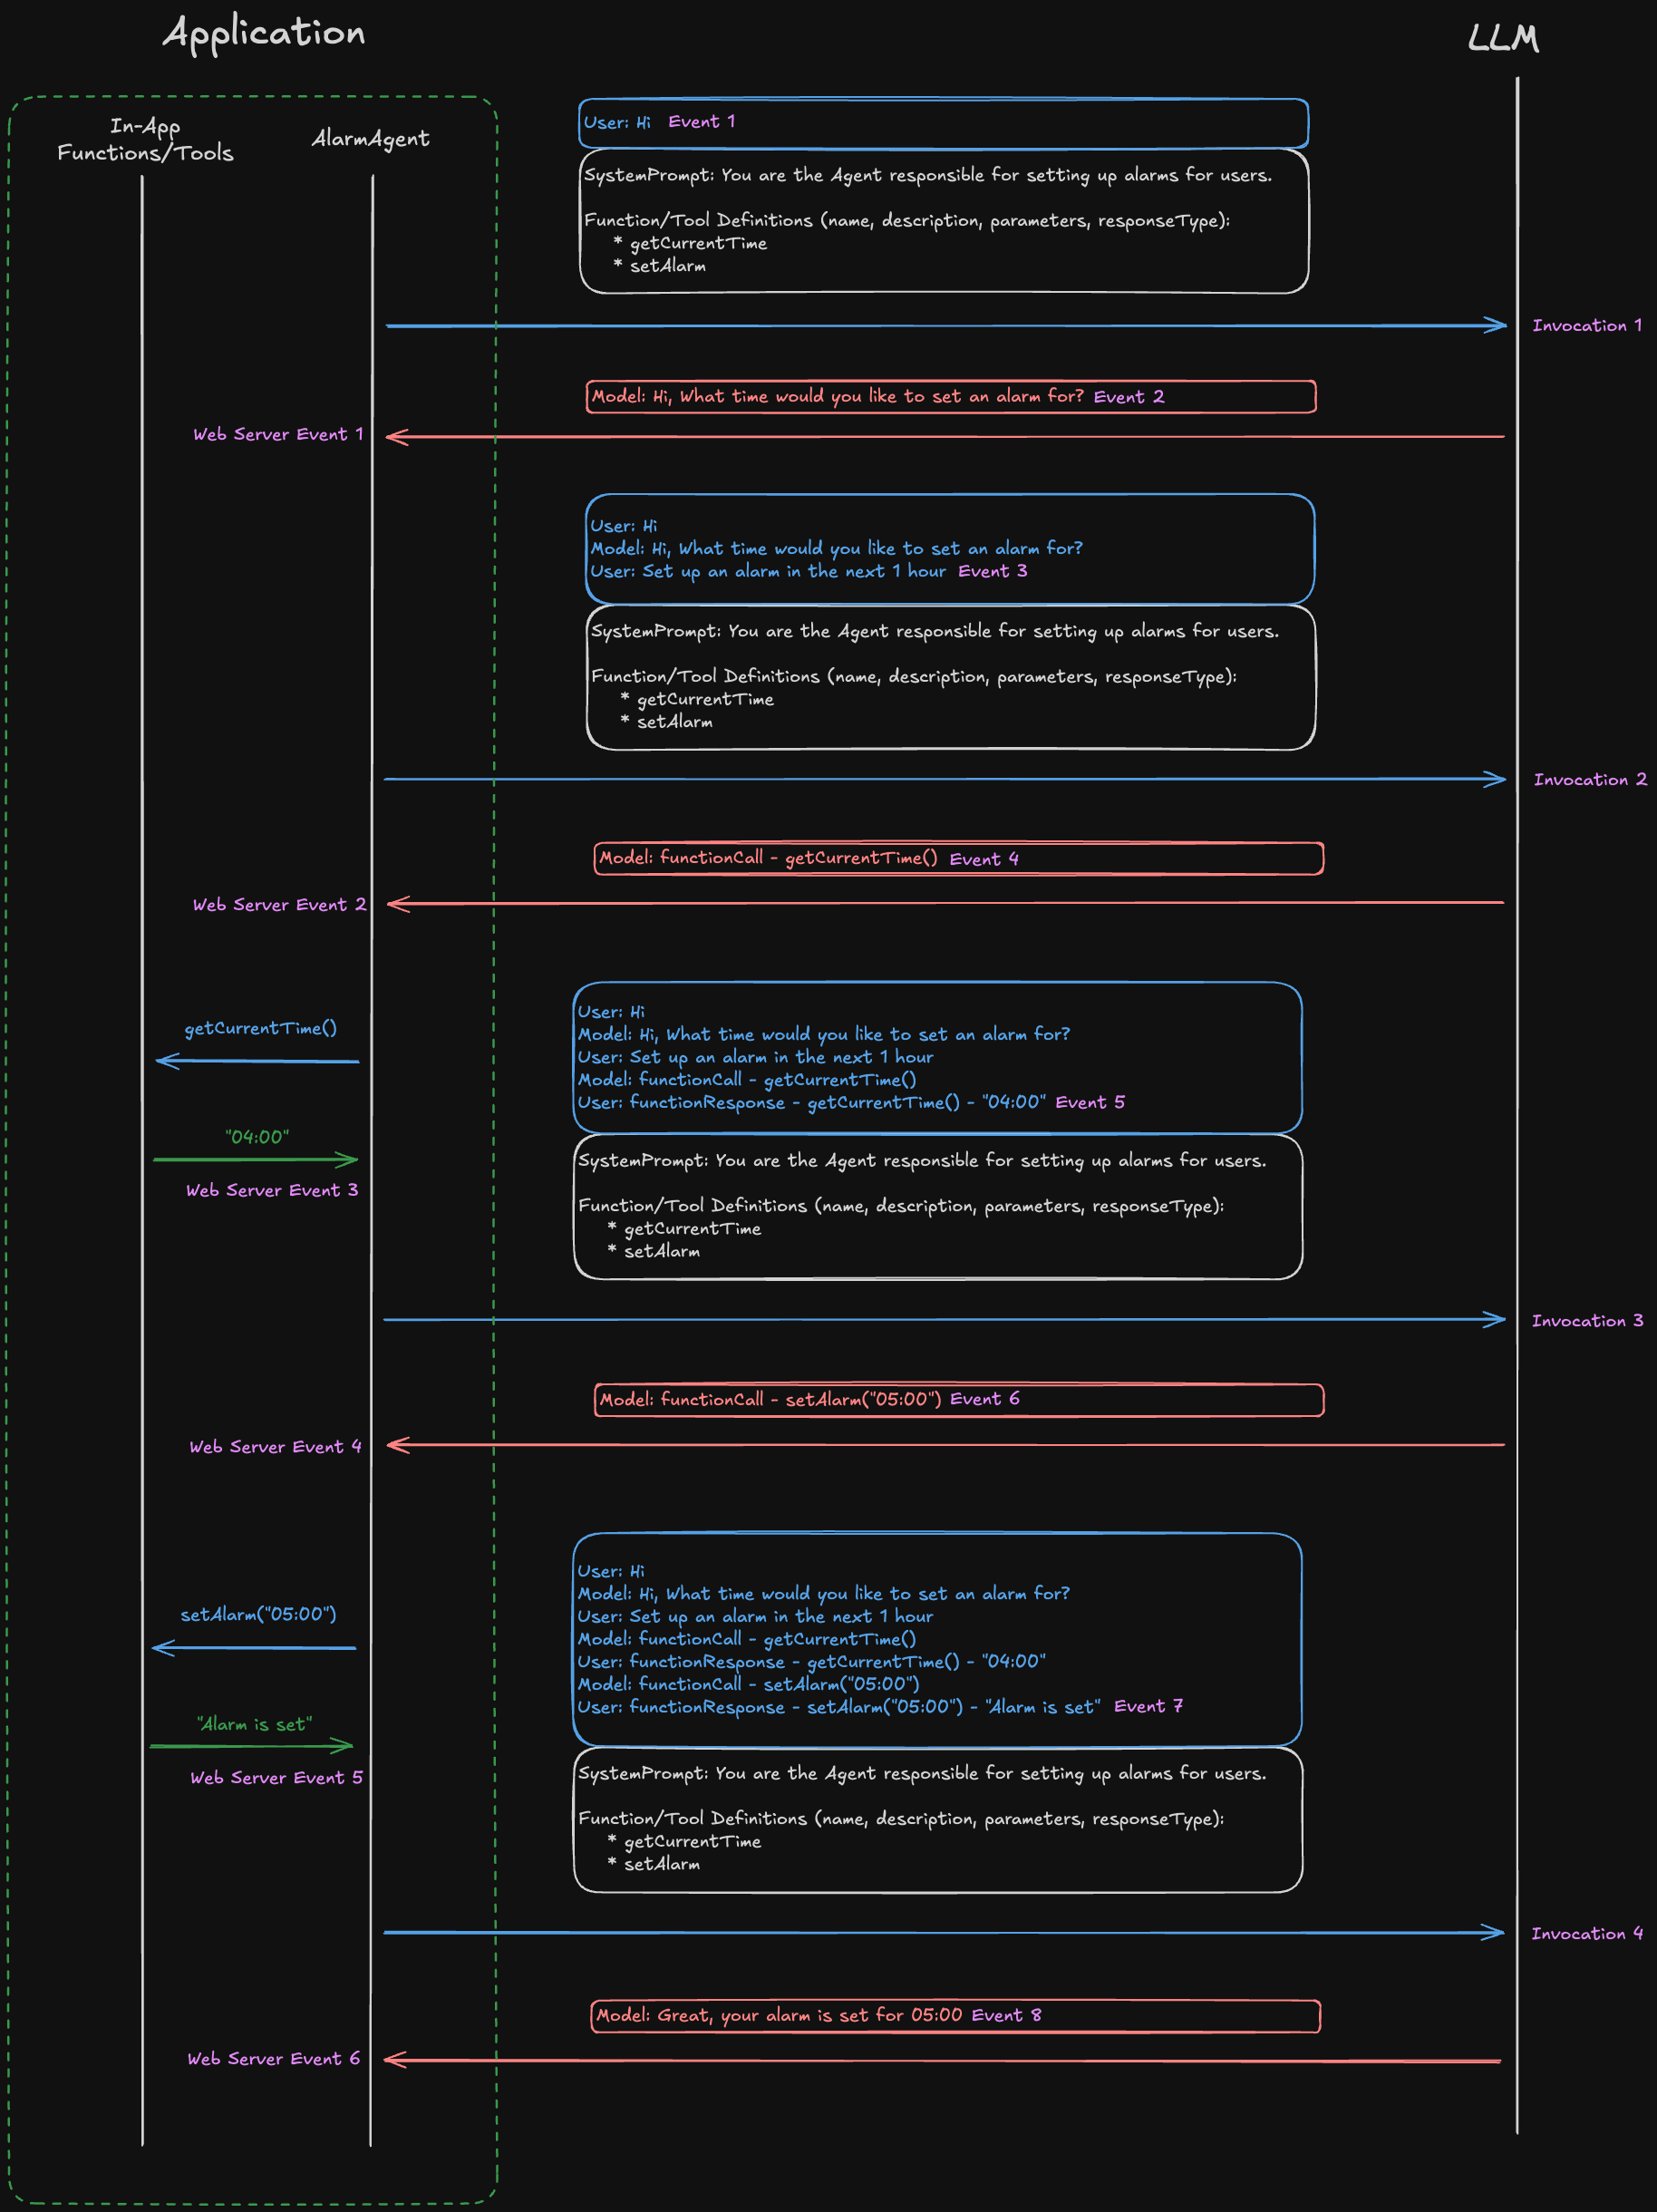 Application
LLM
In-App
Functions/Tools
AlarmAgent
User: Hi Event 1
SystemPrompt: You are the Agent responsible for setting up alarms for users.
Function/Tool Definitions (name, description, parameters, responseType):
* getCurrentTime
* setAlarm
Invocation 1
Model: Hi, What time would you like to set an alarm for? Event 2
Web Server Event 1
User: Hi
Model: Hi, What time would you like to set an alarm for?
User: Set up an alarm in the next 1 hour Event 3
SystemPrompt: You are the Agent responsible for setting up alarms for users.
Function/Tool Definitions (name, description, parameters, responseType):
* getCurrentTime
* setAlarm
Invocation 2
Model: functionCall - getCurrentTime() Event 4
Web Server Event 2
getCurrentTime()
"04:00"
Web Server Event 3
User: Hi
Model: Hi, What time would you like to set an alarm for?
User: Set up an alarm in the next 1 hour
Model: functionCall - getCurrentTime()
User: functionResponse - getCurrentTime() - "04:00" Event 5
SystemPrompt: You are the Agent responsible for setting up alarms for users.
Function/Tool Definitions (name, description, parameters, responseType):
* getCurrentTime
* setAlarm
Invocation 3
Model: functionCall - setAlarm("05:00") Event 6
Web Server Event 4
setAlarm("05:00")
"Alarm is set"
Web Server Event 5
User: Hi
Model: Hi, What time would you like to set an alarm for?
User: Set up an alarm in the next 1 hour
Model: functionCall - getCurrentTime()
User: functionResponse - getCurrentTime() - "04:00"
Model: functionCall - setAlarm("05:00")
User: functionResponse - setAlarm("05:00") - "Alarm is set" Event 7
SystemPrompt: You are the Agent responsible for setting up alarms for users.
Function/Tool Definitions (name, description, parameters, responseType):
* getCurrentTime
* setAlarm
Invocation 4
Model: Great, your alarm is set for 05:00 Event 8
Web Server Event 6